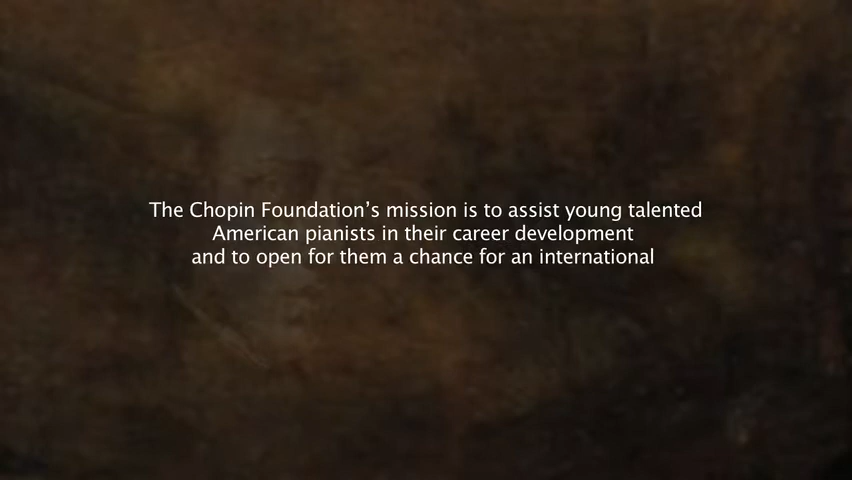 The Chopin Foundation’s mission is to assist young talented
American pianists in their career development
and to open for them a chance for an international